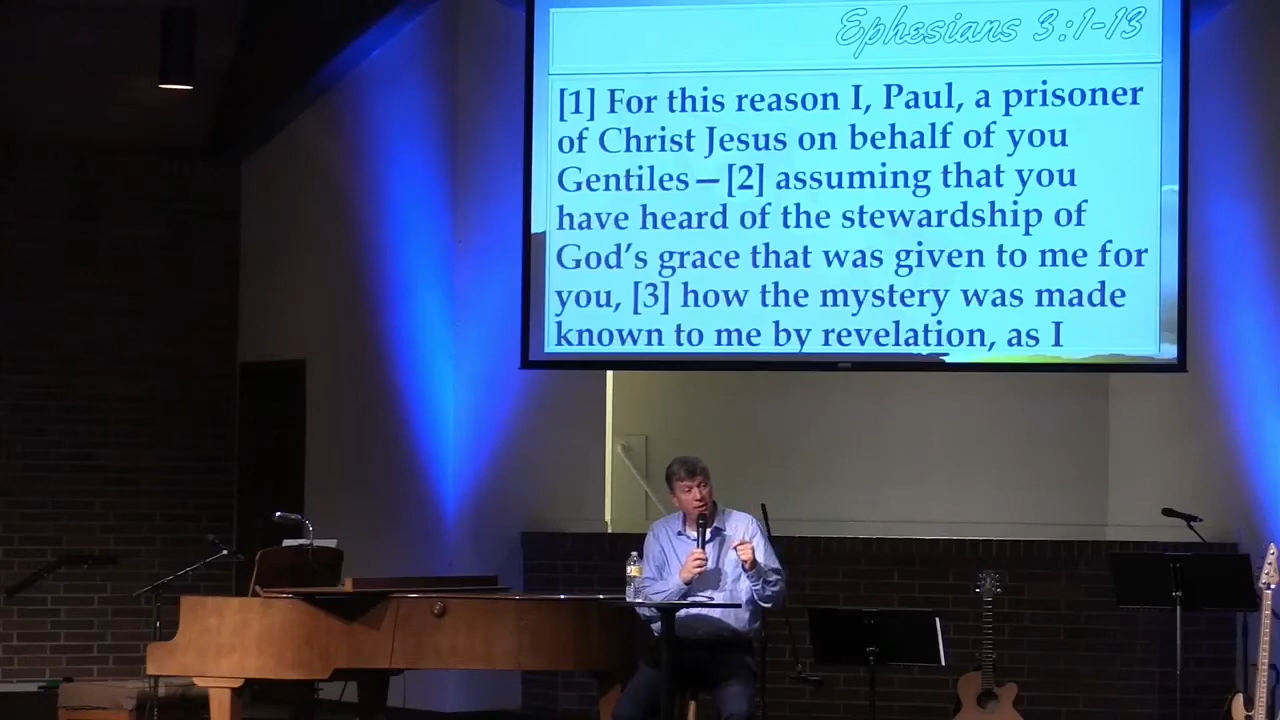 Ephesians 3:1-13
[1] For this reason I, Paul, a prisoner
of Christ Jesus on behalf of you
Gentiles—[2] assuming that you
have heard of the stewardship of
God's grace that was given to me for
you, [3] how the mystery was made
known to me by revelation, as I